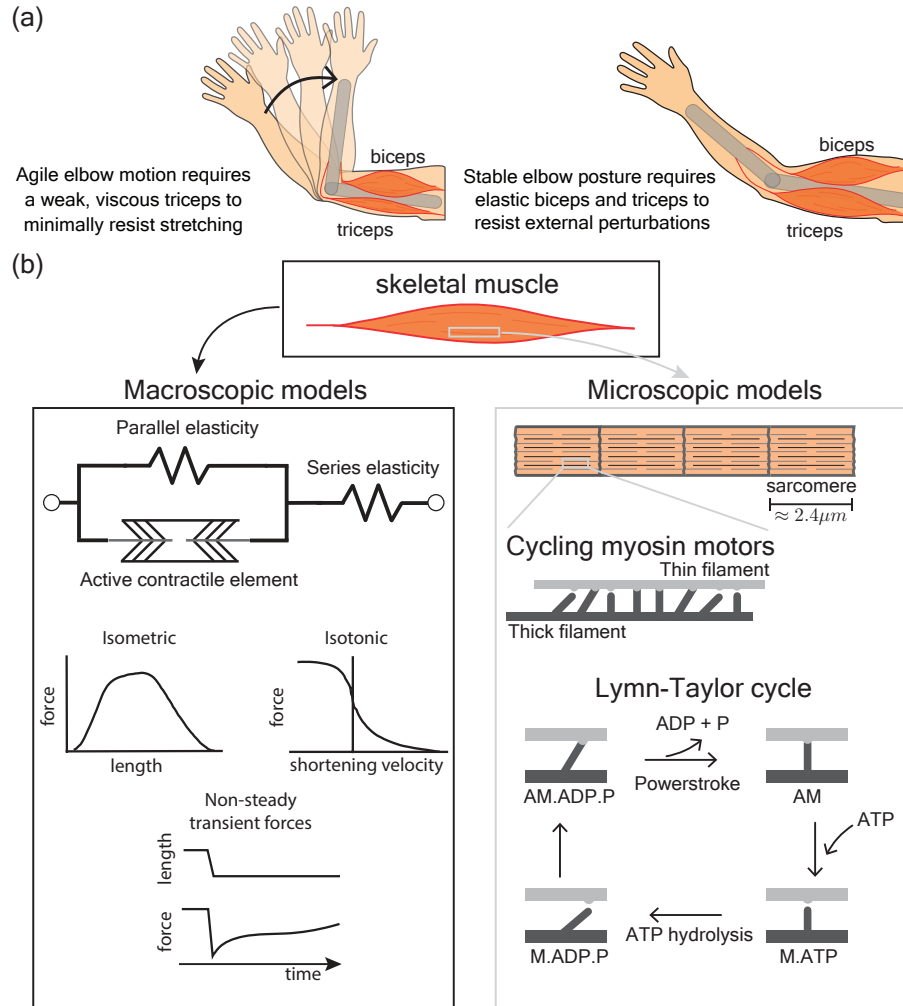 (a)
Agile elbow motion requires
a weak, viscous triceps to
minimally resist stretching
biceps
triceps
Stable elbow posture requires
elastic biceps and triceps to
resist external perturbations
biceps
triceps
(b)
skeletal muscle
Macroscopic models
Parallel elasticity
Series elasticity
Active contractile element
Isometric
force
length
Isotonic
force
shortening velocity
Non-steady
transient forces
length
force
time
Microscopic models
sarcomere
≈ 2.4μm
Cycling myosin motors
Thin filament
Thick filament
Lymn-Taylor cycle
ADP + P
Powerstroke
AM.ADP.P
AM
ATP
ATP hydrolysis
M.ADP.P
M.ATP